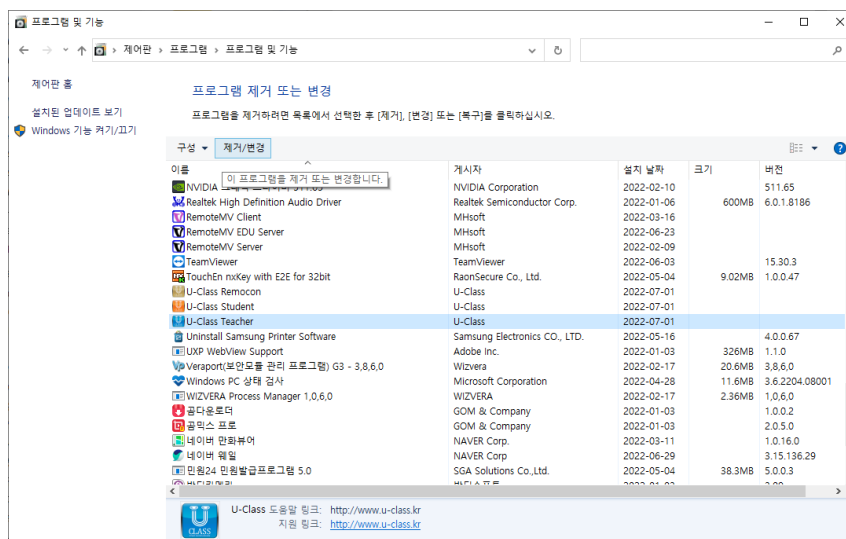 프로그램 및 기능
제어판 › 프로그램 › 프로그램 및 기능
제어판 홈
설치된 업데이트 보기
Windows 기능 켜기/끄기
프로그램 제거 또는 변경
프로그램을 제거하려면 목록에서 선택한 후 [제거], [변경] 또는 [복구]를 클릭하십시오.
구성 제거/변경
이름 게시자 설치 날짜 크기 버전
이 프로그램을 제거 또는 변경합니다.
NVIDIA NVIDIA Corporation 2022-02-10 511.65
Realtek High Definition Audio Driver Realtek Semiconductor Corp. 2022-01-06 600MB 6.0.1.8186
RemoteMV Client MHsoft 2022-03-16
RemoteMV EDU Server MHsoft 2022-06-23
RemoteMV Server MHsoft 2022-02-09
TeamViewer TeamViewer 2022-06-03 15.30.3
TouchEn nxKey with E2E for 32bit RaonSecure Co., Ltd. 2022-05-04 9.02MB 1.0.0.47
U-Class Remocon U-Class 2022-07-01
U-Class Student U-Class 2022-07-01
U-Class Teacher U-Class 2022-07-01
Uninstall Samsung Printer Software Samsung Electronics CO., LTD. 2022-05-16 4.0.0.67
UXP WebView Support Adobe Inc. 2022-01-03 326MB 1.1.0
Veraport(보안모듈 관리 프로그램) G3 - 3,8,6,0 Wizvera 2022-02-17 20.6MB 3,8,6,0
Windows PC 상태 검사 Microsoft Corporation 2022-04-28 11.6MB 3.6.2204.08001
WIZVERA Process Manager 1,0,6,0 WIZVERA 2022-02-17 2.36MB 1,0,6,0
곰다운로더 GOM & Company 2022-01-03 1.0.0.2
곰믹스 프로 GOM & Company 2022-01-03 2.0.5.0
네이버 만화뷰어 NAVER Corp. 2022-03-11 1.0.16.0
네이버 웨일 NAVER Corp 2022-06-29 3.15.136.29
민원24 민원발급프로그램 5.0 SGA Solutions Co.,Ltd. 2022-05-04 38.3MB 5.0.0.3
U-Class 도움말 링크: http://www.u-class.kr
지원 링크: http://www.u-class.kr
U
CLASS